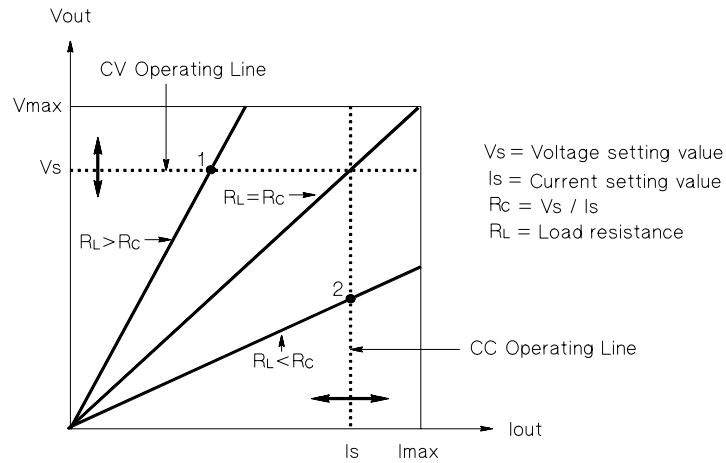 Vout
CV Operating Line
Vmax
Vs
1
RL=RC
RL>RC
2
RL<RC
CC Operating Line
Iout
Is
Imax
Vs = Voltage setting value
Is = Current setting value
Rc = Vs / Is
RL = Load resistance